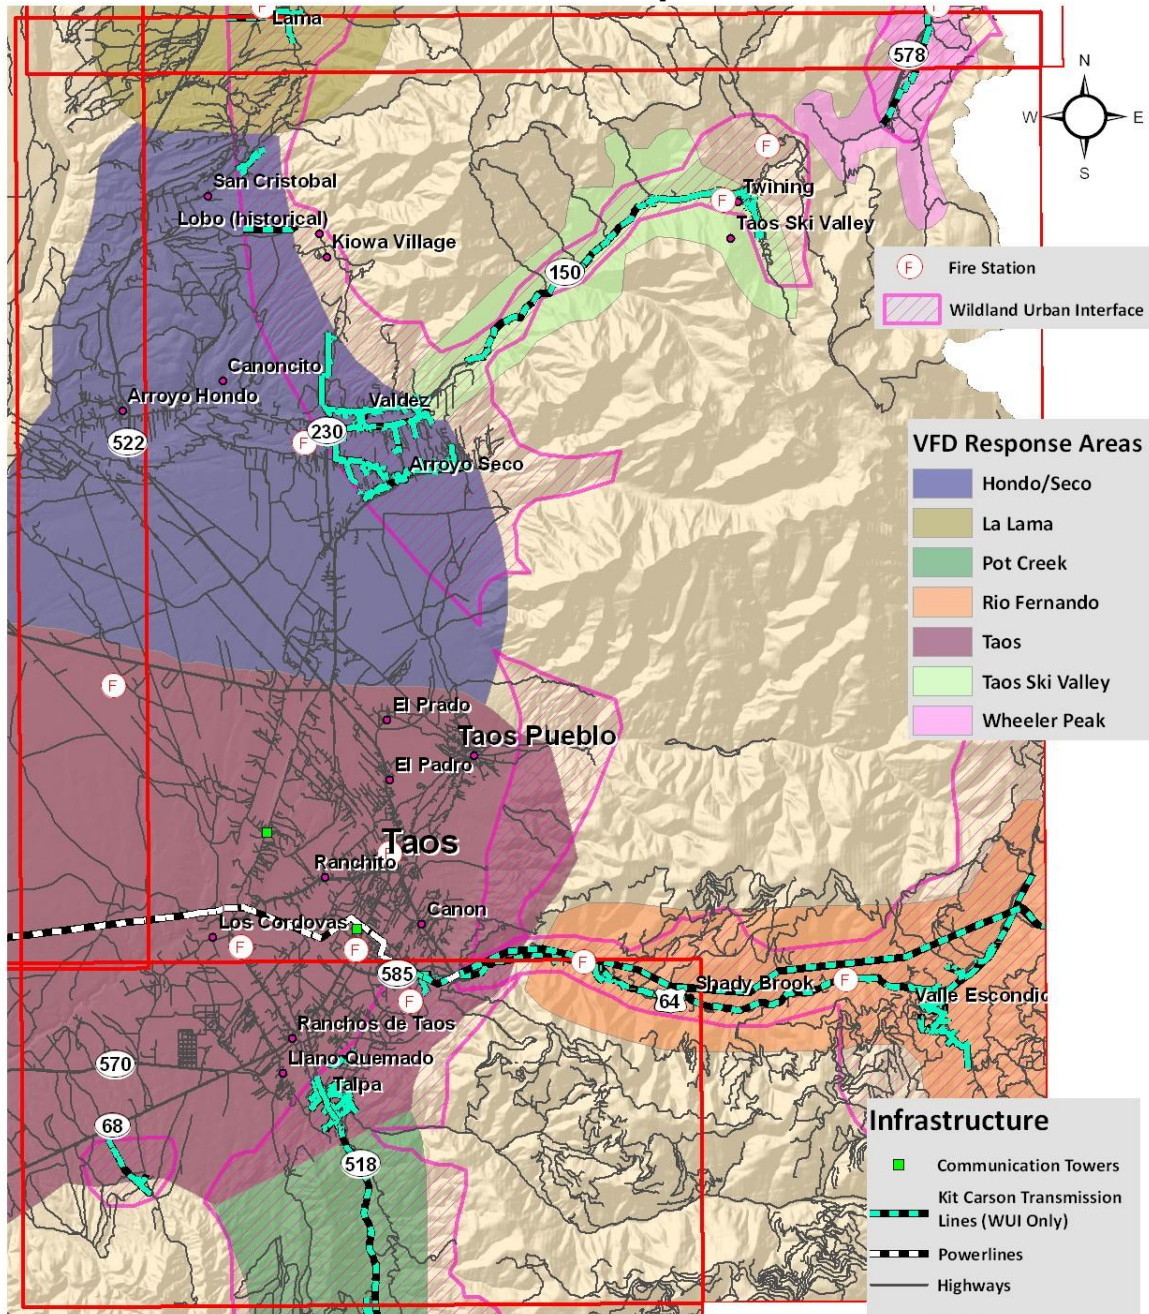 F
F
Lama
578
N
W
E
S
F
San Cristobal
Twining
F
Lobo (historical)
Taos Ski Valley
Kiowa Village
F
Fire Station
150
Wildland Urban Interface
Canoncito
Arroyo Hondo
Valdez
522
F
230
Arroyo Seco
VFD Response Areas
Hondo/Seco
La Lama
Pot Creek
Rio Fernando
Taos
Taos Ski Valley
Wheeler Peak
F
El Prado
Taos Pueblo
El Padro
Taos
Ranchito
Canon
Los Cordovas
F
F
585
F
F
Shady Brook
F
64
Valle Escondid
Ranchos de Taos
570
Llano Quemado
Talpa
68
518
Infrastructure
Communication Towers
Kit Carson Transmission
Lines (WUI Only)
Powerlines
Highways